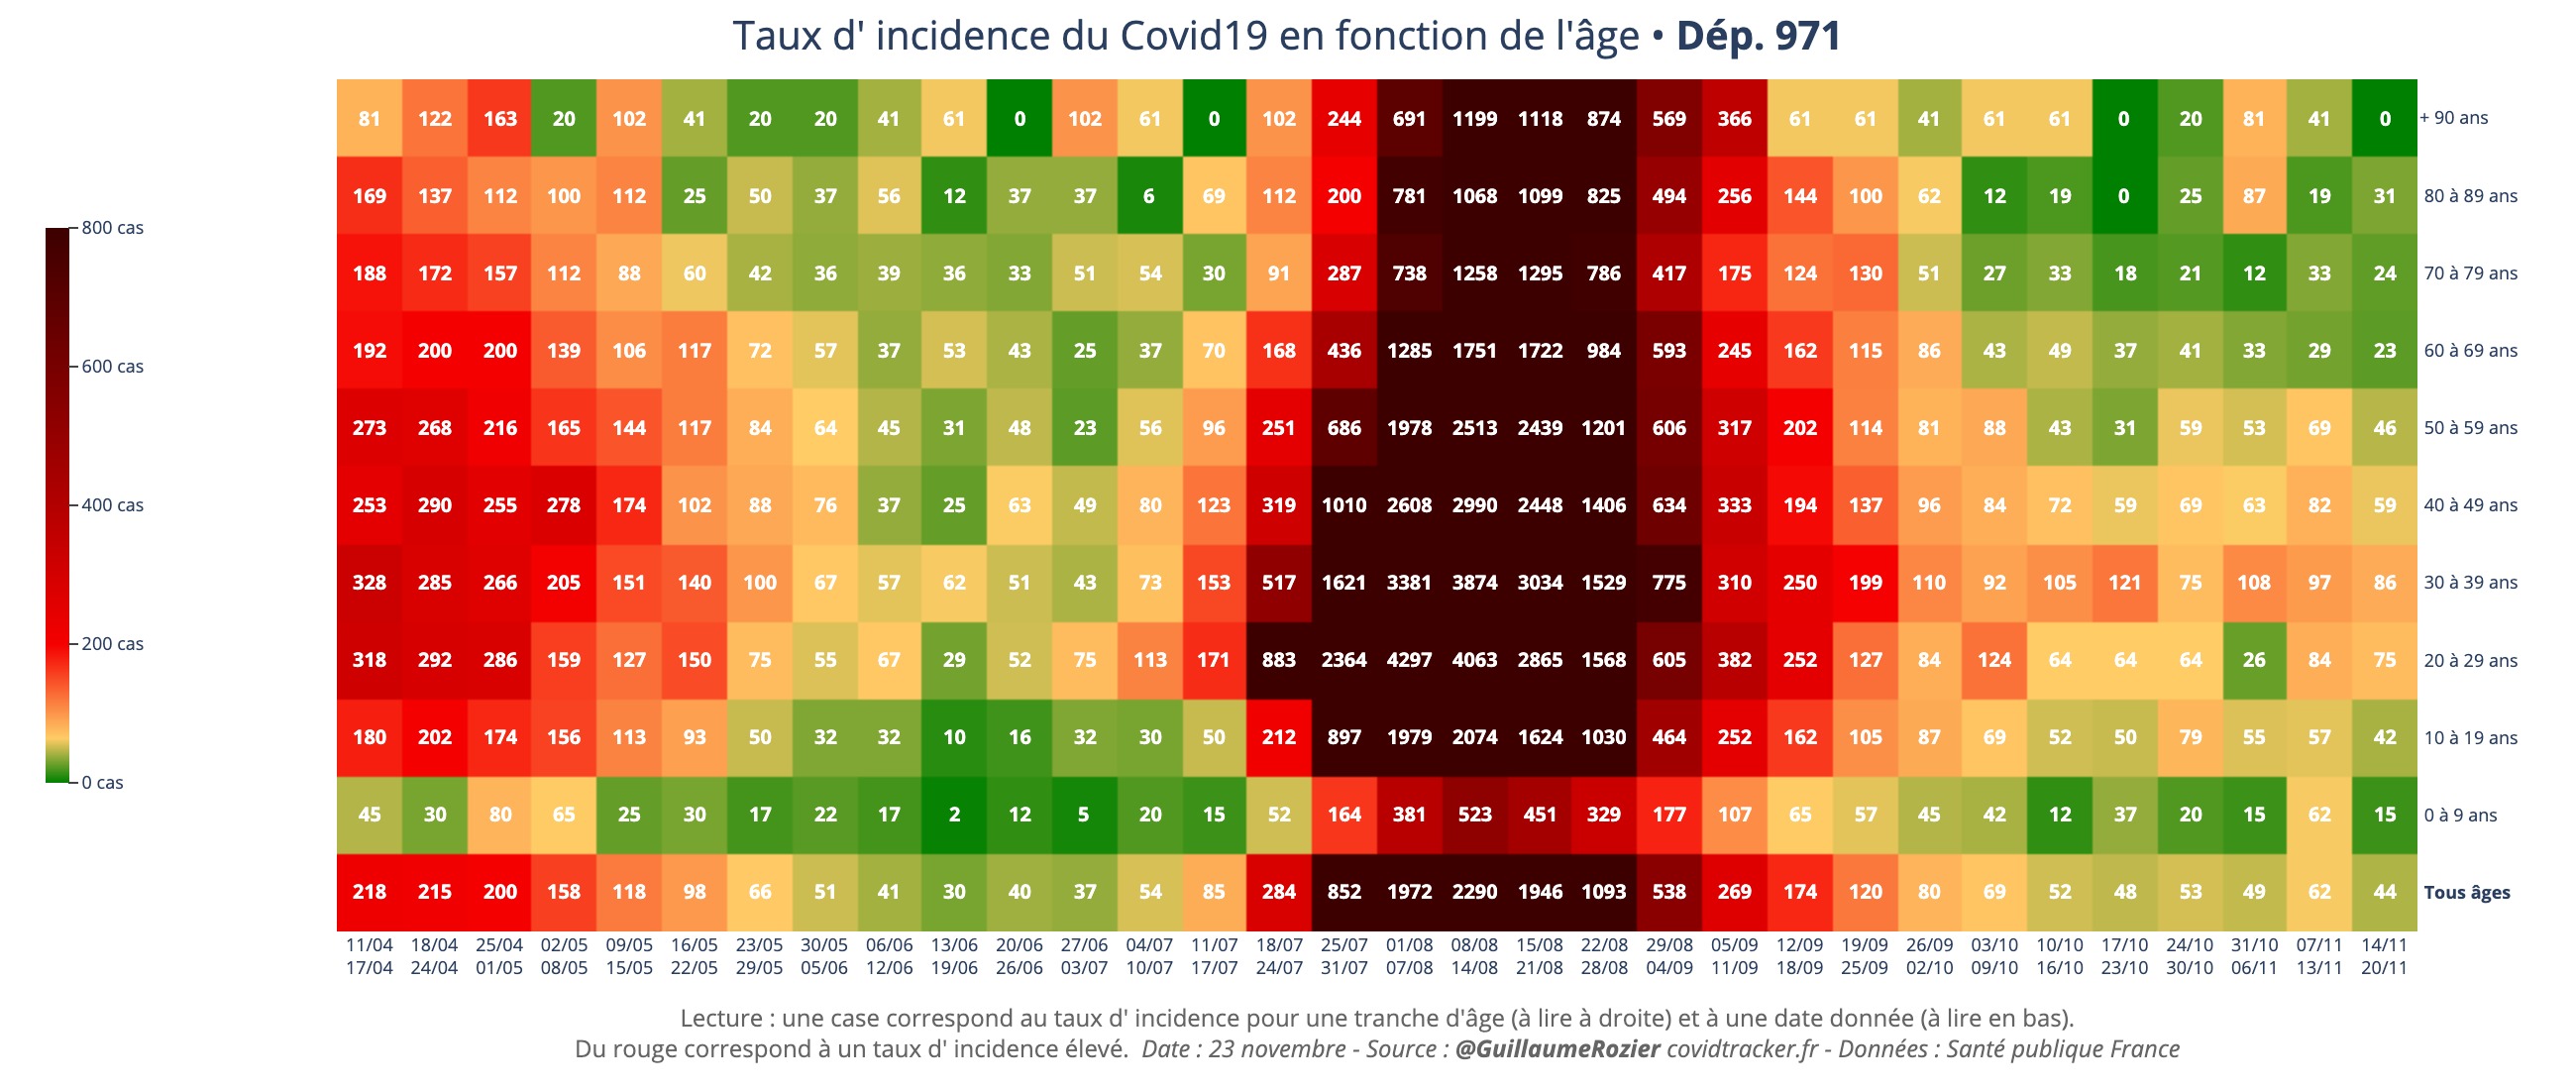 Taux d' incidence du Covid19 en fonction de l'âge • Dép. 971
81 122 163 20 102 41 20 20 41 61 0 102 61 0 102 244 691 1199 1118 874 569 366 61 61 41 61 61 0 20 81 41 0 + 90 ans
169 137 112 100 112 25 50 37 56 12 37 37 6 69 112 200 781 1068 1099 825 494 256 144 100 62 12 19 0 25 87 19 31 80 à 89 ans
800 cas
188 172 157 112 88 60 42 36 39 36 33 51 54 30 91 287 738 1258 1295 786 417 175 124 130 51 27 33 18 21 12 33 24 70 à 79 ans
192 200 200 139 106 117 72 57 37 53 43 25 37 70 168 436 1285 1751 1722 984 593 245 162 115 86 43 49 37 41 33 29 23 60 à 69 ans
600 cas
273 268 216 165 144 117 84 64 45 31 48 23 56 96 251 686 1978 2513 2439 1201 606 317 202 114 81 88 43 31 59 53 69 46 50 à 59 ans
400 cas
253 290 255 278 174 102 88 76 37 25 63 49 80 123 319 1010 2608 2990 2448 1406 634 333 194 137 96 84 72 59 69 63 82 59 40 à 49 ans
328 285 266 205 151 140 100 67 57 62 51 43 73 153 517 1621 3381 3874 3034 1529 775 310 250 199 110 92 105 121 75 108 97 86 30 à 39 ans
200 cas
318 292 286 159 127 150 75 55 67 29 52 75 113 171 883 2364 4297 4063 2865 1568 605 382 252 127 84 124 64 64 64 26 84 75 20 à 29 ans
180 202 174 156 113 93 50 32 32 10 16 32 30 50 212 897 1979 2074 1624 1030 464 252 162 105 87 69 52 50 79 55 57 42 10 à 19 ans
0 cas
45 30 80 65 25 30 17 22 17 2 12 5 20 15 52 164 381 523 451 329 177 107 65 57 45 42 12 37 20 15 62 15 0 à 9 ans
218 215 200 158 118 98 66 51 41 30 40 37 54 85 284 852 1972 2290 1946 1093 538 269 174 120 80 69 52 48 53 49 62 44 Tous âges
11/04 18/04 25/04 02/05 09/05 16/05 23/05 30/05 06/06 13/06 20/06 27/06 04/07 11/07 18/07 25/07 01/08 08/08 15/08 22/08 29/08 05/09 12/09 19/09 26/09 03/10 10/10 17/10 24/10 31/10 07/11 14/11
17/04 24/04 01/05 08/05 15/05 22/05 29/05 05/06 12/06 19/06 26/06 03/07 10/07 17/07 24/07 31/07 07/08 14/08 21/08 28/08 04/09 11/09 18/09 25/09 02/10 09/10 16/10 23/10 30/10 06/11 13/11 20/11
Lecture : une case correspond au taux d' incidence pour une tranche d'âge (à lire à droite) et à une date donnée (à lire en bas).
Du rouge correspond à un taux d' incidence élevé. Date : 23 novembre - Source : @GuillaumeRozier covidtracker.fr - Données : Santé publique France